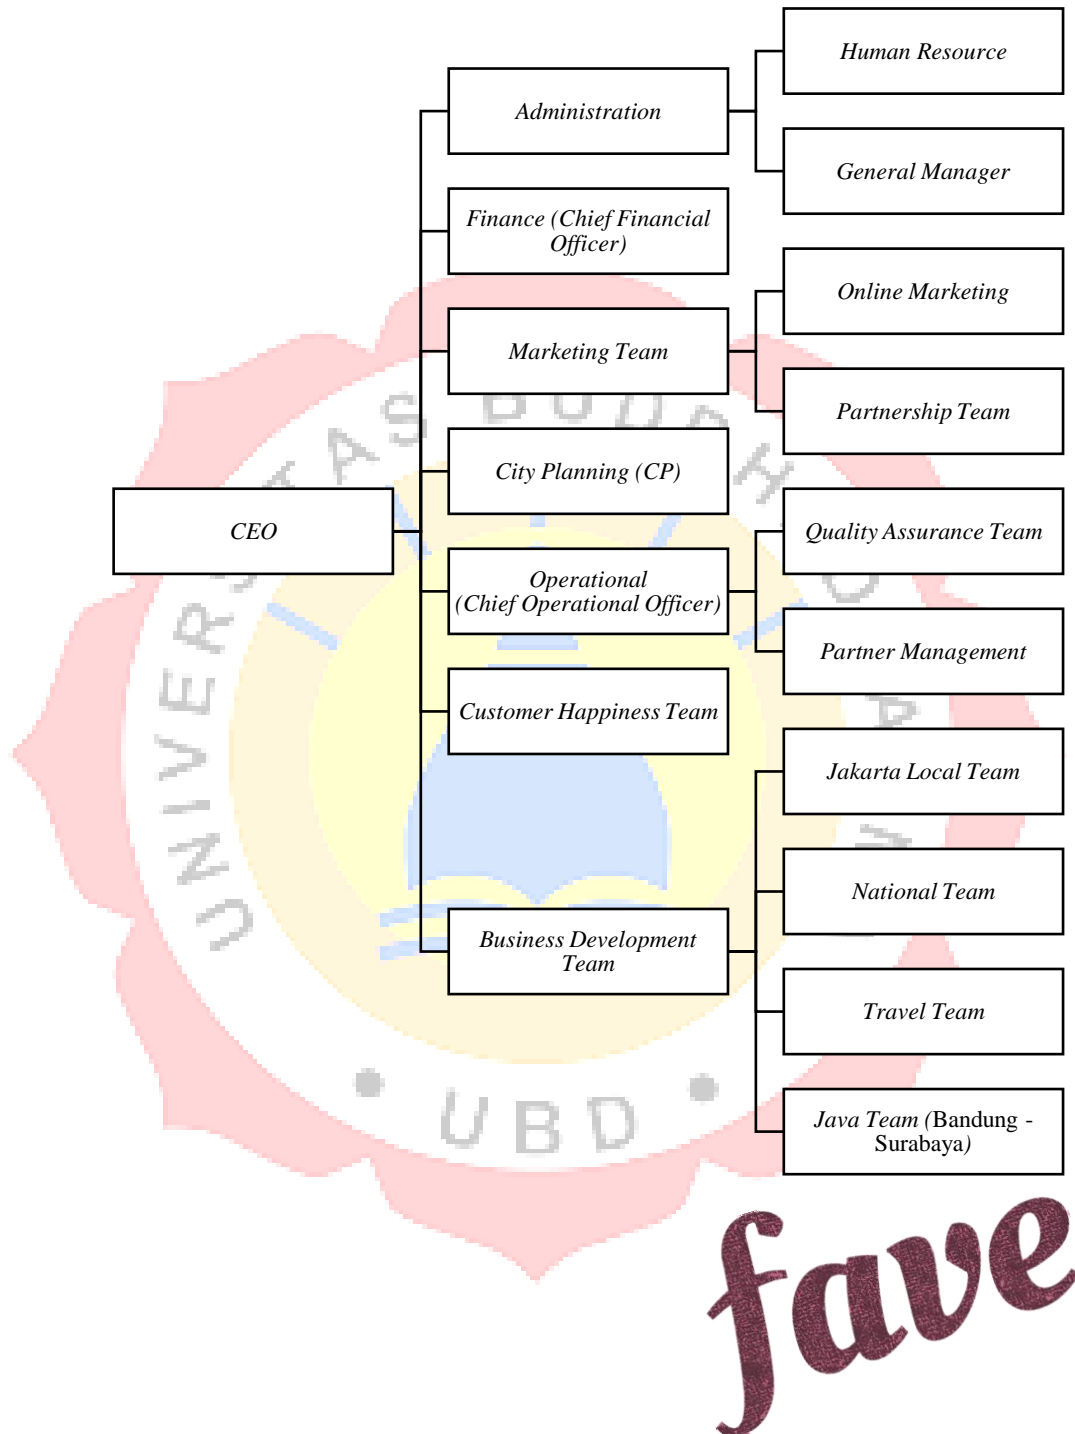 Human Resource
Administration
General Manager
Finance (Chief Financial
Officer)
Online Marketing
Marketing Team
Partnership Team
City Planning (CP)
CEO
Quality Assurance Team
Operational
(Chief Operational Officer)
Partner Management
Customer Happiness Team
Jakarta Local Team
National Team
Business Development
Team
Travel Team
Java Team (Bandung -
Surabaya)
UBD
fave